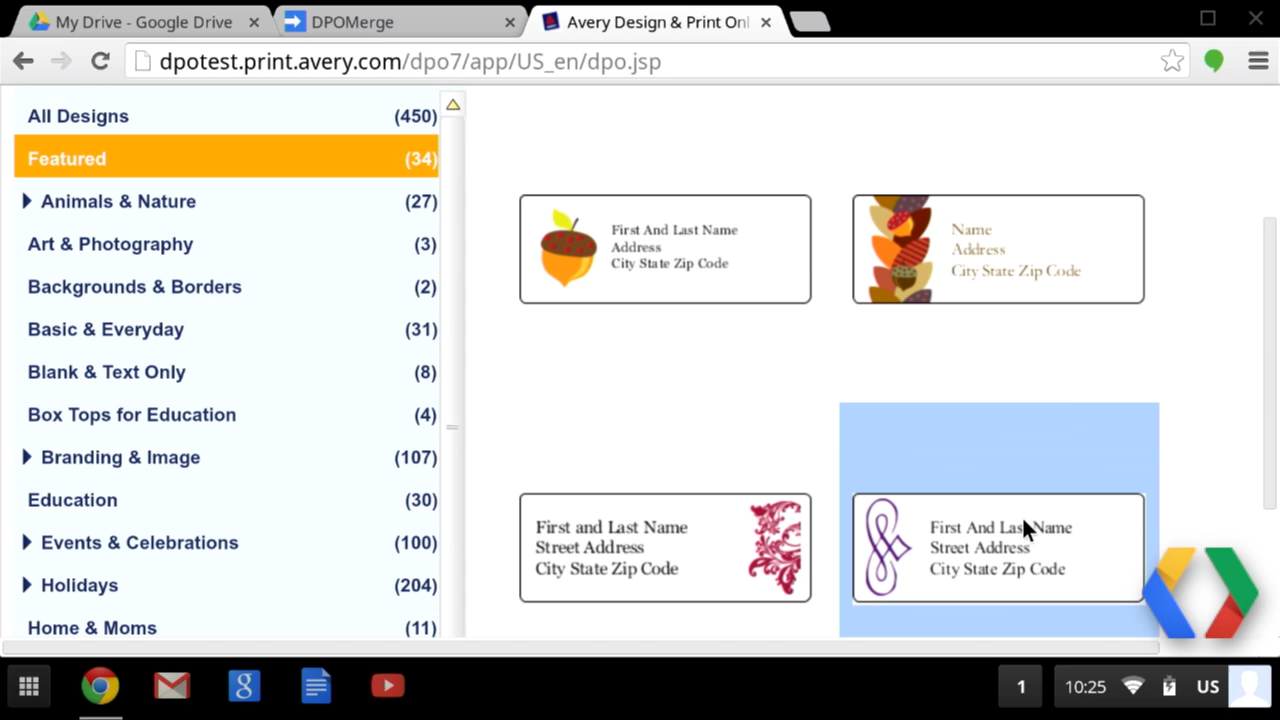 My Drive - Google Drive
DPOMerge
Avery Design & Print Onl
dpotest.print.avery.com/dpo7/app/US_en/dpo.jsp
All Designs (450)
Featured (34)
Animals & Nature (27)
Art & Photography (3)
Backgrounds & Borders (2)
Basic & Everyday (31)
Blank & Text Only (8)
Box Tops for Education (4)
Branding & Image (107)
Education (30)
Events & Celebrations (100)
Holidays (204)
Home & Moms (11)
First And Last Name
Address
City State Zip Code
Name
Address
City State Zip Code
First and Last Name
Street Address
City State Zip Code
First And Last Name
Street Address
City State Zip Code
g
1
10:25
US